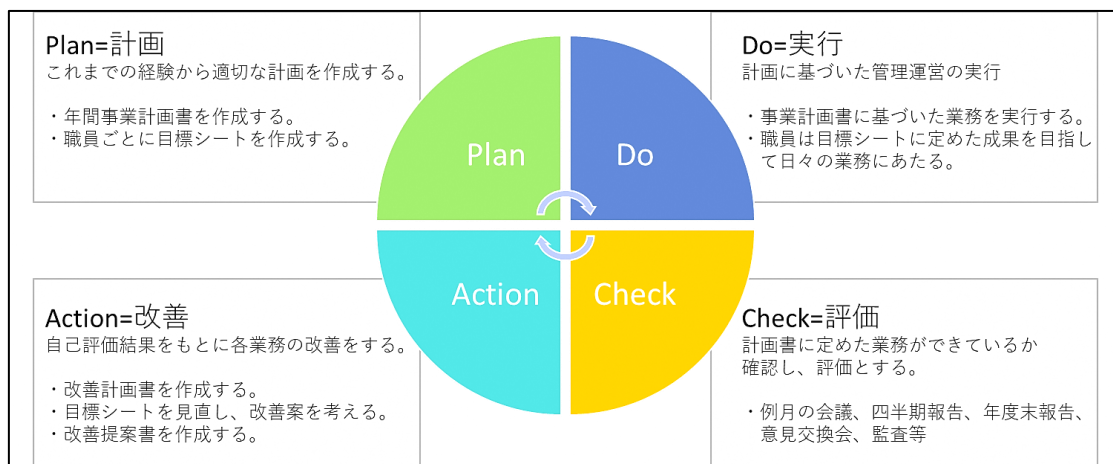 Plan=計画
これまでの経験から適切な計画を作成する。
・年間事業計画書を作成する。
・職員ごとに目標シートを作成する。
Do=実行
計画に基づいた管理運営の実行
・事業計画書に基づいた業務を実行する。
・職員は目標シートに定めた成果を目指し
て日々の業務にあたる。
Plan
Do
Action
Check
Action=改善
自己評価結果をもとに各業務の改善をする。
・改善計画書を作成する。
・目標シートを見直し、改善案を考える。
・改善提案書を作成する。
Check=評価
計画書に定めた業務ができているか
確認し、評価とする。
・例月の会議、四半期報告、年度末報告、
意見交換会、監査等